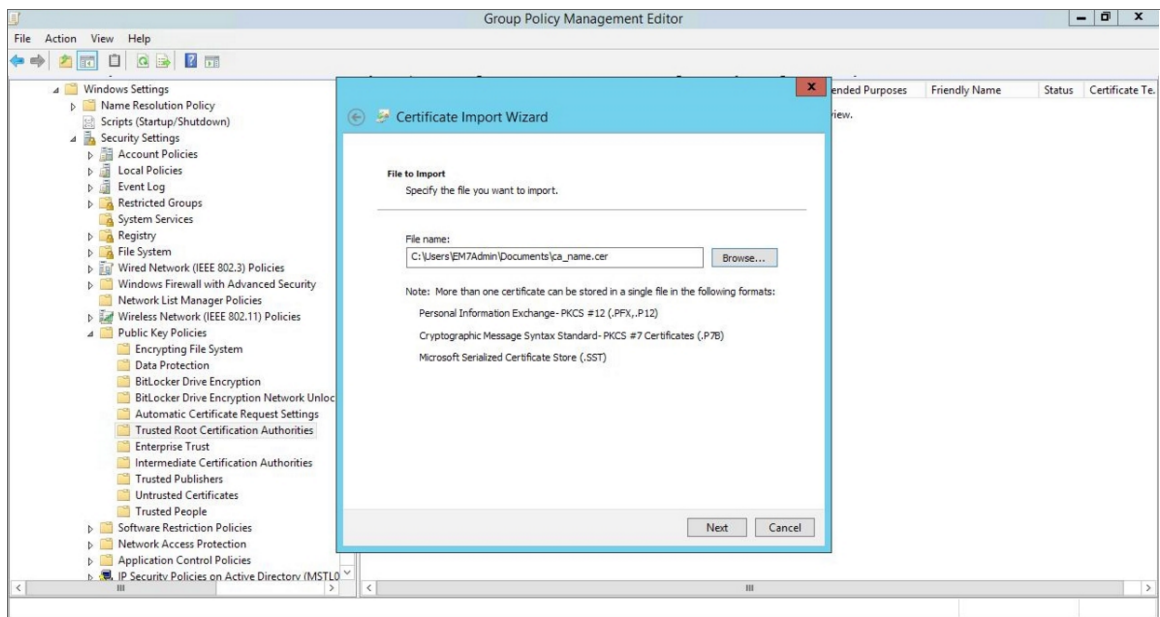 Group Policy Management Editor
File Action View Help
Windows Settings
Name Resolution Policy
Scripts (Startup/Shutdown)
Security Settings
Account Policies
Local Policies
Event Log
Restricted Groups
System Services
Registry
File System
Wired Network (IEEE 802.3) Policies
Windows Firewall with Advanced Security
Network List Manager Policies
Wireless Network (IEEE 802.11) Policies
Public Key Policies
Encrypting File System
Data Protection
BitLocker Drive Encryption
BitLocker Drive Encryption Network Unloc
Automatic Certificate Request Settings
Trusted Root Certification Authorities
Enterprise Trust
Intermediate Certification Authorities
Trusted Publishers
Untrusted Certificates
Trusted People
Software Restriction Policies
Network Access Protection
Application Control Policies
IP Security Policies on Active Directory (MSTL0
Certificate Import Wizard
File to Import
Specify the file you want to import.
File name:
C:\Users\EM7Admin\Documents\ca_name.cer
Browse...
Note: More than one certificate can be stored in a single file in the following formats:
Personal Information Exchange- PKCS #12 (.PFX,.P12)
Cryptographic Message Syntax Standard- PKCS #7 Certificates (.P7B)
Microsoft Serialized Certificate Store (.SST)
Next Cancel
ended Purposes Friendly Name Status Certificate Te.
view.